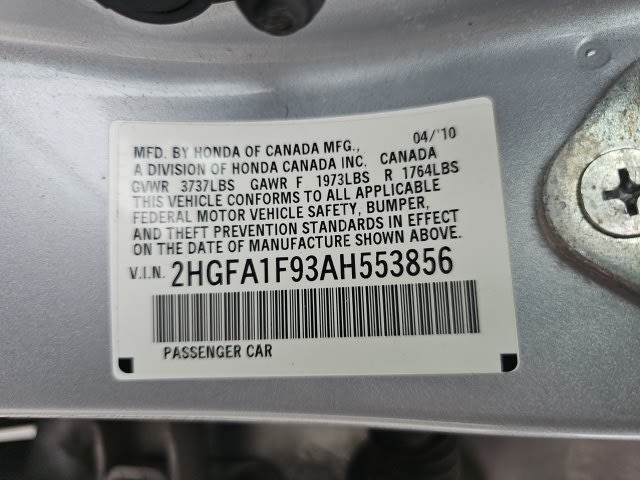 MFD. BY HONDA OF CANADA MFG., 04/'10
A DIVISION OF HONDA CANADA INC. CANADA
GVWR 3737LBS GAWR F 1973LBS R 1764LBS
THIS VEHICLE CONFORMS TO ALL APPLICABLE
FEDERAL MOTOR VEHICLE SAFETY, BUMPER,
AND THEFT PREVENTION STANDARDS IN EFFECT
ON THE DATE OF MANUFACTURE SHOWN ABOVE.
V.I.N. 2HGFA1F93AH553856
PASSENGER CAR